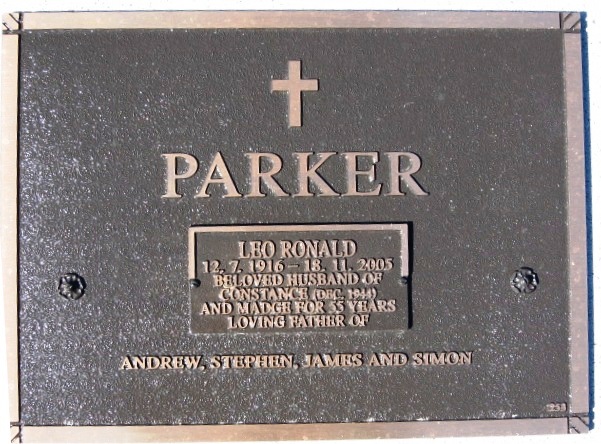 PARKER
LEO RONALD
12. 7. 1916 – 18. 11. 2005
BELOVED HUSBAND OF
CONSTANCE (DEC. 1944)
AND MADGE FOR 55 YEARS
LOVING FATHER OF
ANDREW, STEPHEN, JAMES AND SIMON